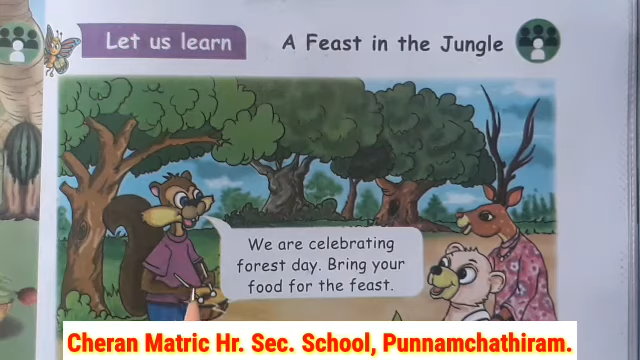 Let us learn
A Feast in the Jungle
We are celebrating
forest day. Bring your
food for the feast.
Cheran Matric Hr. Sec. School, Punnamchathiram.